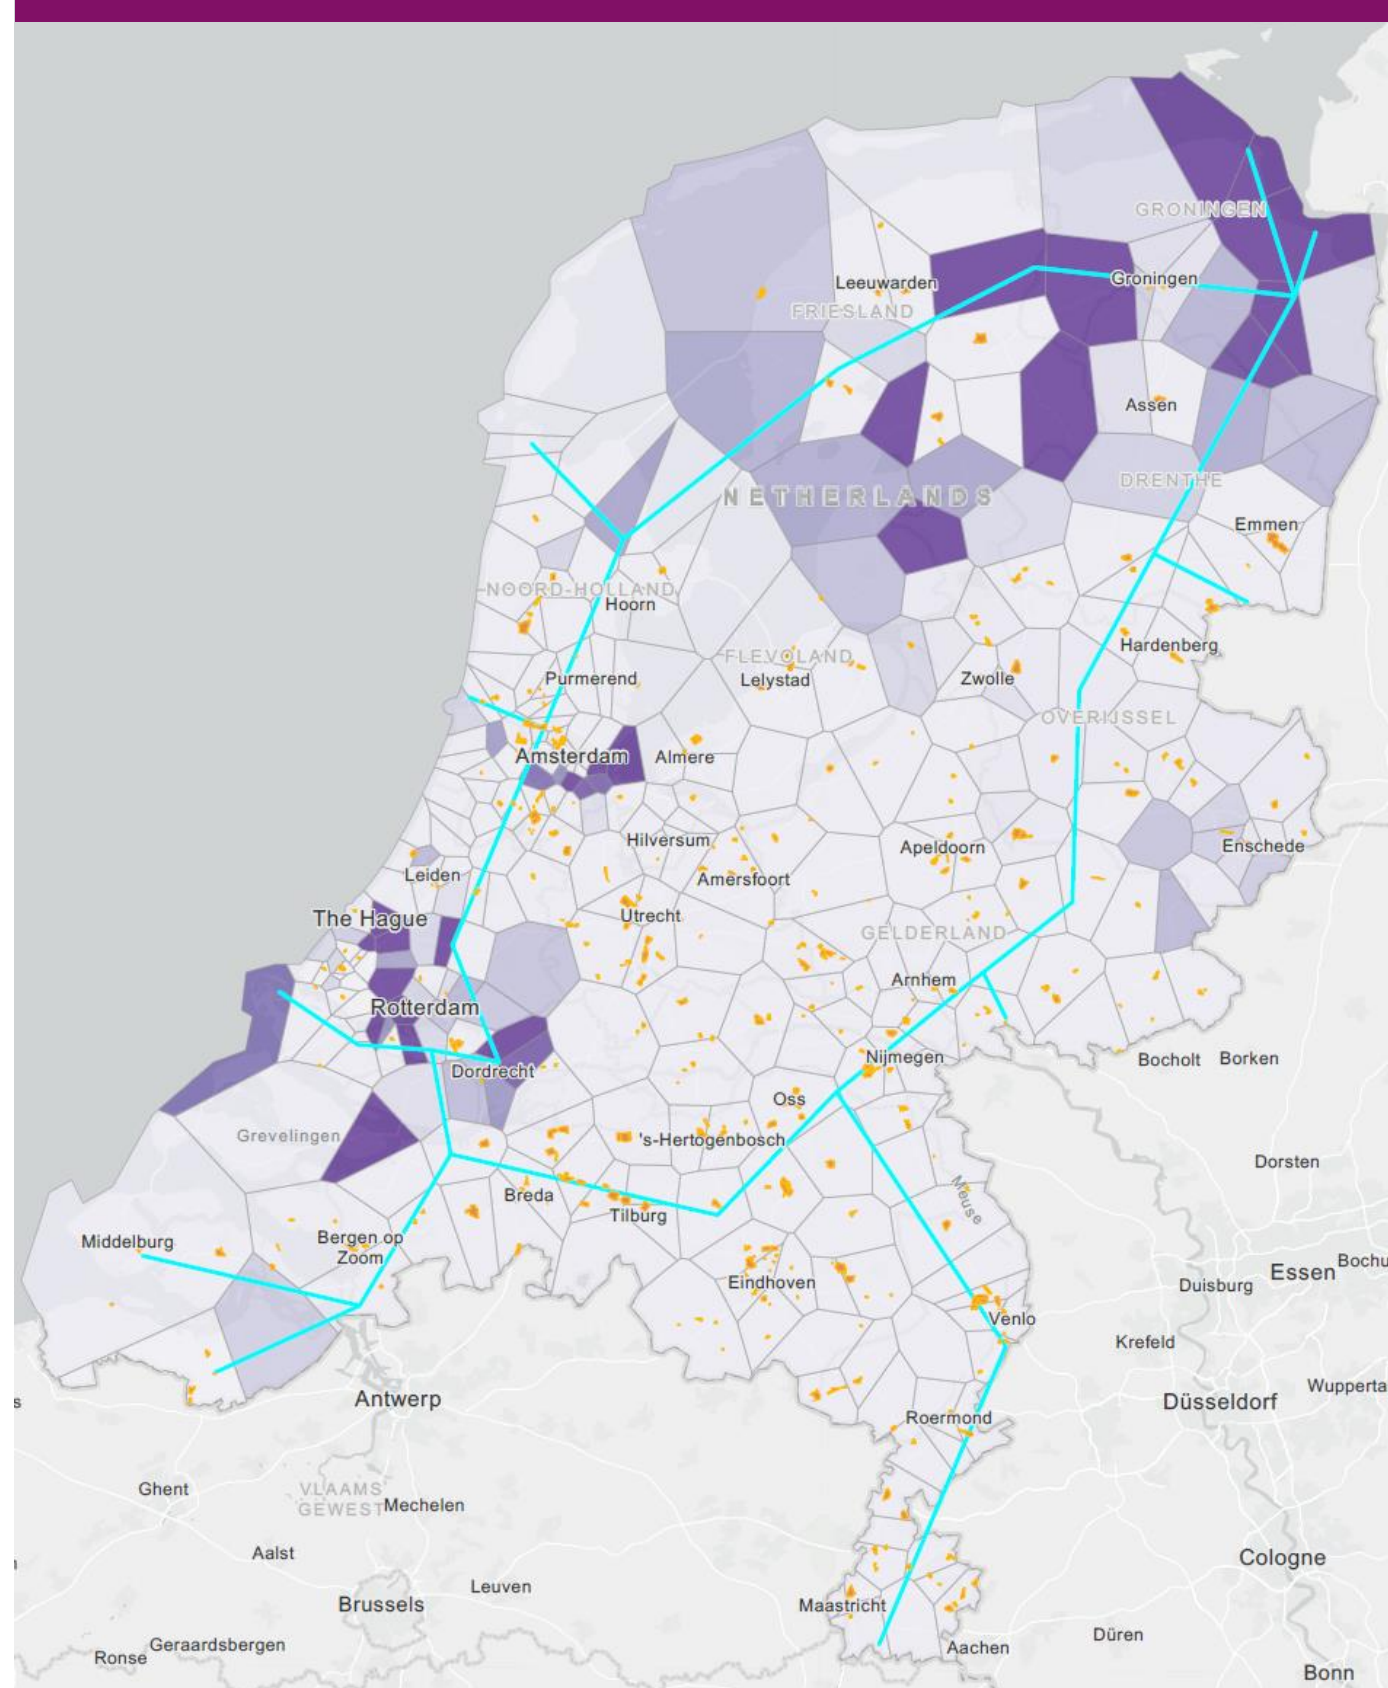 GRONINGEN
Leeuwarden
Groningen
FRIESLAND
Assen
DRENTHE
NETHERLANDS
Emmen
NOORD-HOLLAND
Hoorn
Hardenberg
FLEVOLAND
Purmerend
Lelystad
Zwolle
OVERIJSSEL
Amsterdam
Almere
Hilversum
Apeldoorn
Enschede
Leiden
Amersfoort
The Hague
Utrecht
GELDERLAND
Arnhem
Rotterdam
Nijmegen
Bocholt
Borken
Dordrecht
Oss
Grevelingen
's-Hertogenbosch
Dorsten
Breda
Meuse
Tilburg
Middelburg
Bergen op
Zoom
Bochu
Essen
Eindhoven
Duisburg
Venlo
Krefeld
Wupperta
s
Antwerp
Düsseldorf
Roermond
Ghent
VLAAMS
GEWEST
Mechelen
Aalst
Cologne
Leuven
Brussels
Maastricht
Düren
Geraardsbergen
Aachen
Ronse
Bonn